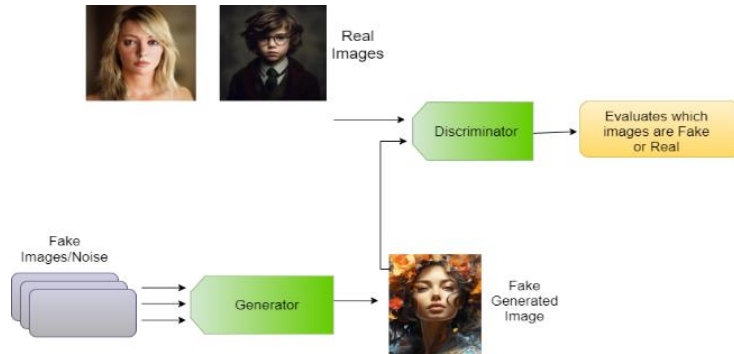 Real
Images
Discriminator
Evaluates which
images are Fake
or Real
Fake
Images/Noise
Generator
Fake
Generated
Image